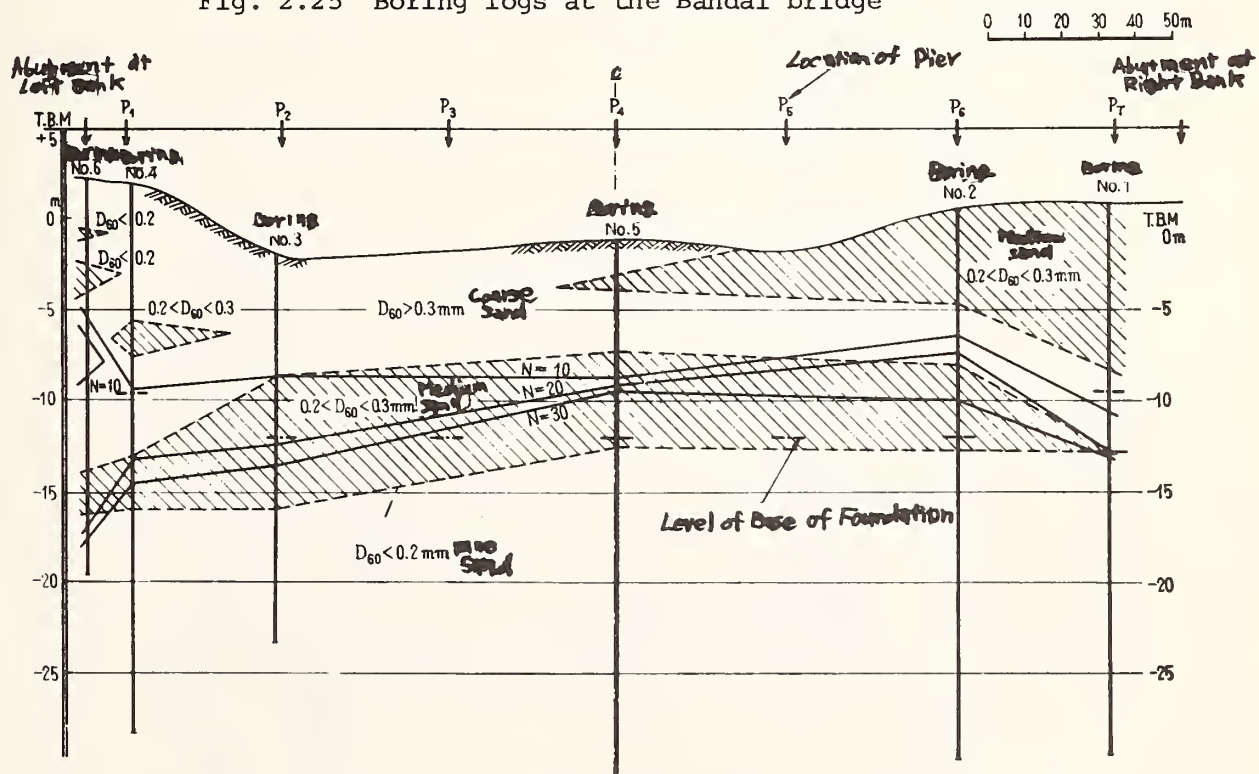 Fig. 2.25 Boring logs at the Bandai bridge
0 10 20 30 40 50m
Abutment at
Left Bank
Location of Pier
Abutment at
Right Bank
P₁ P₂ P₃ ℄ P₄ P₅ P₆ P₇
T.B.M
+5
No.6
No.4
Boring
No.3
Boring
No.5
Boring
No.2
Boring
No.1
m
0
T.B.M
0m
D₆₀<0.2
D₆₀<0.2
Medium
sand
0.2<D₆₀<0.3mm
0.2<D₆₀<0.3
D₆₀>0.3mm
Coarse
Sand
-5
-5
N=10
N=10
N=20
N=30
Medium
sand
0.2<D₆₀<0.3mm
-10
-10
-15
-15
Level of Base of Foundation
D₆₀<0.2mm
Sand
-20
-20
-25
-25